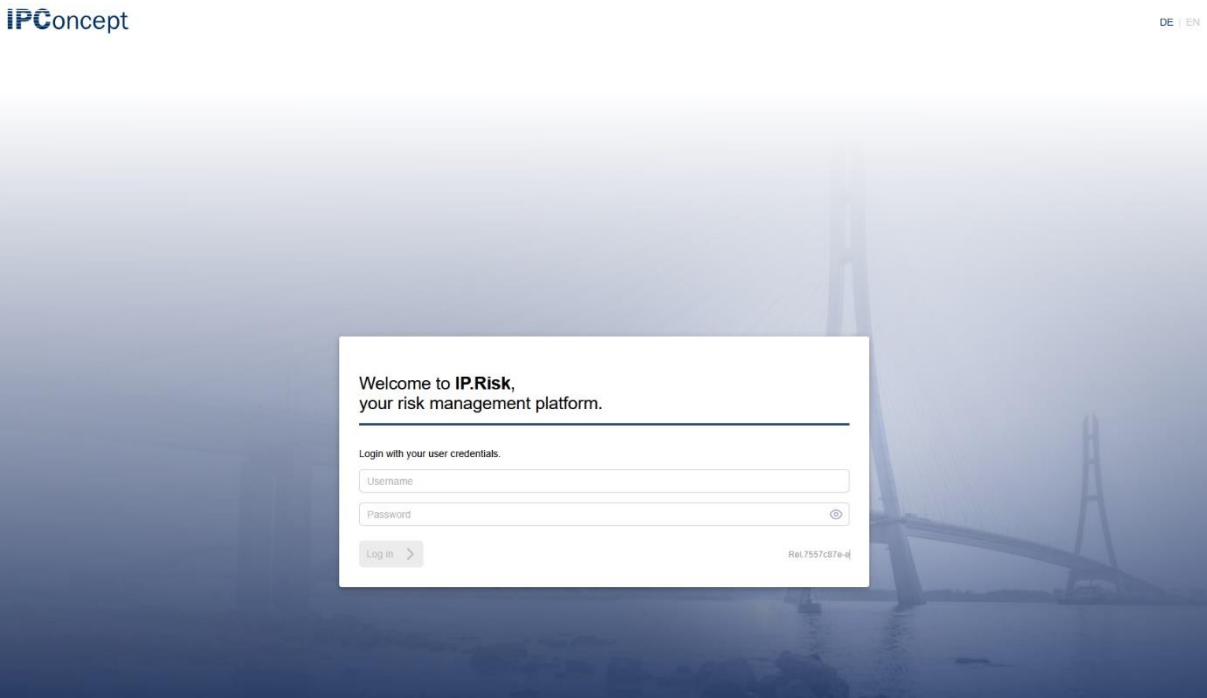 IPConcept
DE | EN
Welcome to IP.Risk,
your risk management platform.
Login with your user credentials.
Username
Password
Log in
Rel.7557c87e-e